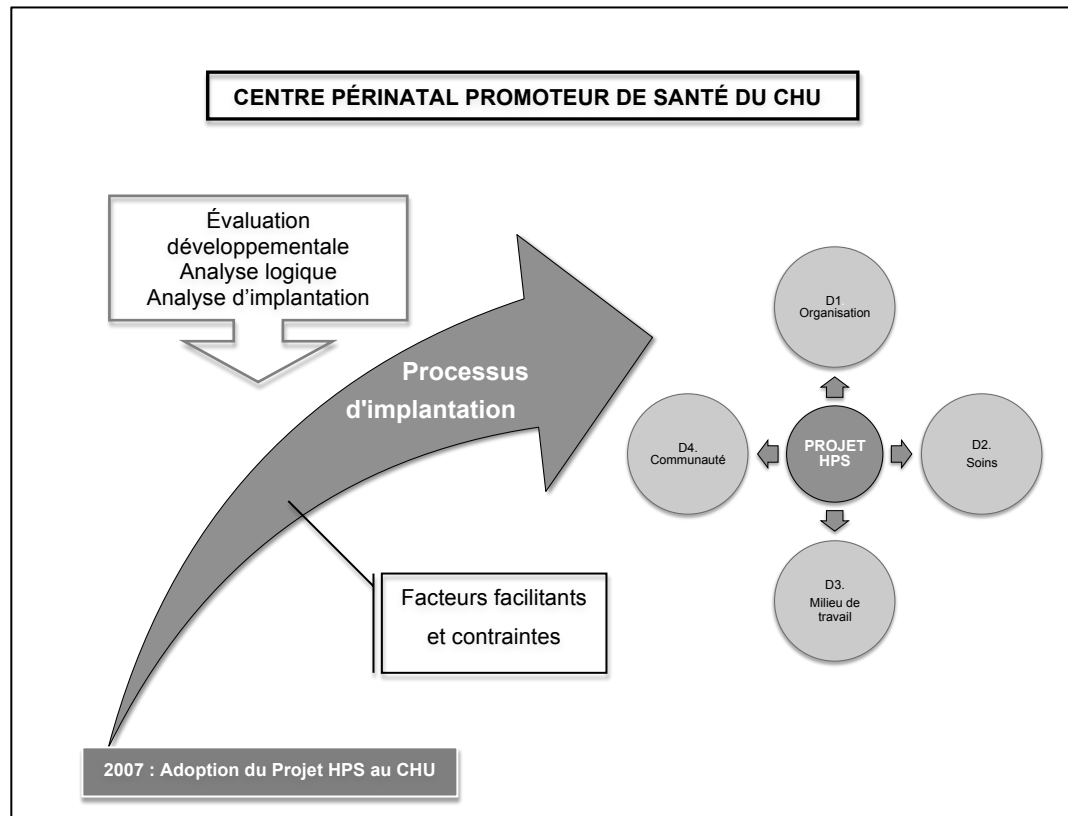 CENTRE PÉRINATAL PROMOTEUR DE SANTÉ DU CHU
Évaluation
développementale
Analyse logique
Analyse d’implantation
Processus
d'implantation
D1.
Organisation
D4.
Communauté
PROJET
HPS
D2.
Soins
D3.
Milieu de
travail
Facteurs facilitants
et contraintes
2007 : Adoption du Projet HPS au CHU